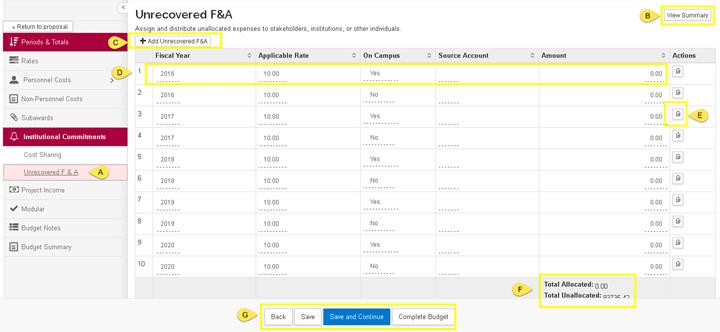 Unrecovered F&A
Assign and distribute unallocated expenses to stakeholders, institutions, or other individuals.
B View Summary
« Return to proposal
C + Add Unrecovered F&A
Periods & Totals
Rates
Personnel Costs
Non-Personnel Costs
Subawards
Institutional Commitments
Cost Sharing
Unrecovered F. & A A
Project Income
Modular
Budget Notes
Budget Summary
D
Fiscal Year Applicable Rate On Campus Source Account Amount Actions
1 2016 10.00 Yes 0.00
2 2016 10.00 No 0.00
3 2017 10.00 Yes 0.00 E
4 2017 10.00 No 0.00
5 2018 10.00 Yes 0.00
6 2018 10.00 No 0.00
7 2019 10.00 Yes 0.00
8 2019 10.00 No 0.00
9 2020 10.00 Yes 0.00
10 2020 10.00 No 0.00
F Total Allocated: 0.00
Total Unallocated:
G Back Save Save and Continue Complete Budget